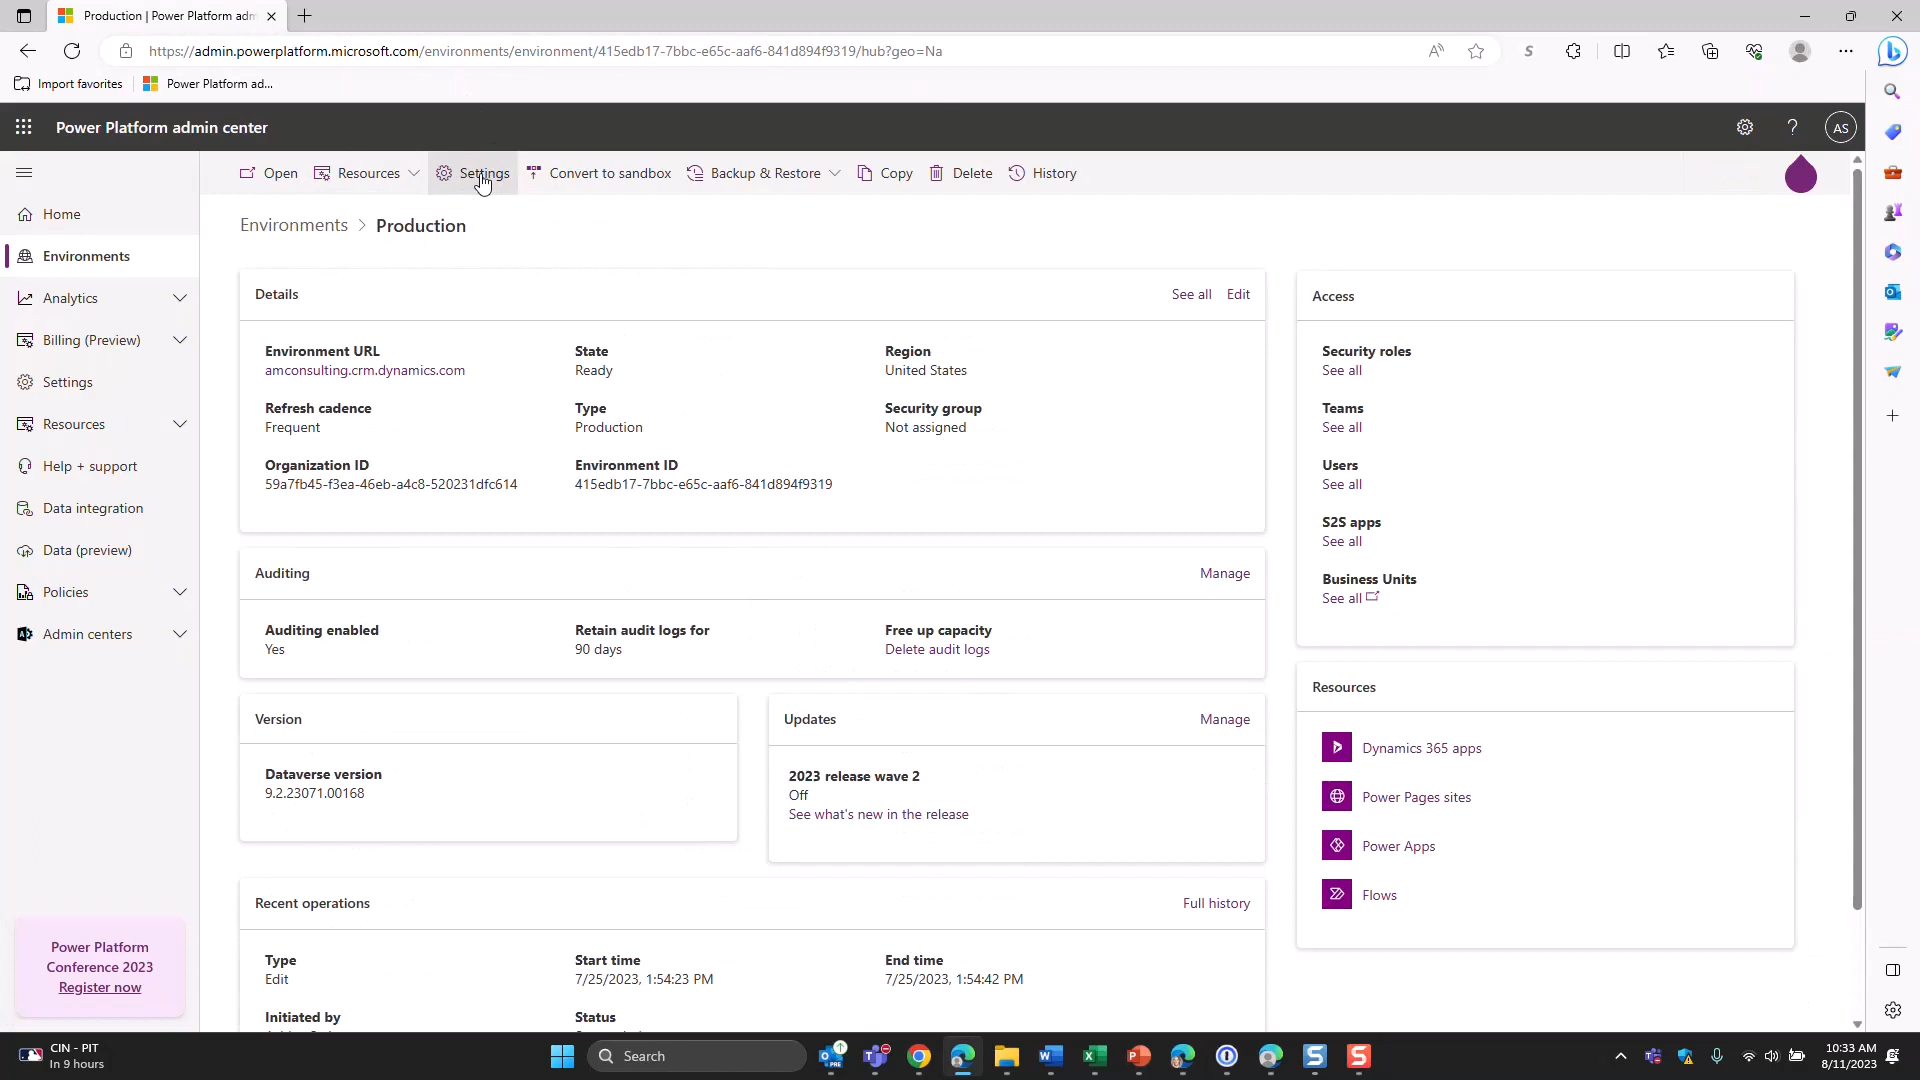 Production | Power Platform adm
https://admin.powerplatform.microsoft.com/environments/environment/415edb17-7bbc-e65c-aaf6-841d894f9319/hub?geo=Na
Import favorites
Power Platform ad...
Power Platform admin center
AS
Open
Resources
Settings
Convert to sandbox
Backup & Restore
Copy
Delete
History
Home
Environments
Analytics
Billing (Preview)
Settings
Resources
Help + support
Data integration
Data (preview)
Policies
Admin centers
Power Platform
Conference 2023
Register now
Environments > Production
Details
See all
Edit
Environment URL
amconsulting.crm.dynamics.com
State
Ready
Region
United States
Refresh cadence
Frequent
Type
Production
Security group
Not assigned
Organization ID
59a7fb45-f3ea-46eb-a4c8-520231dfc614
Environment ID
415edb17-7bbc-e65c-aaf6-841d894f9319
Auditing
Manage
Auditing enabled
Yes
Retain audit logs for
90 days
Free up capacity
Delete audit logs
Version
Dataverse version
9.2.23071.00168
Updates
Manage
2023 release wave 2
Off
See what's new in the release
Recent operations
Full history
Type
Edit
Start time
7/25/2023, 1:54:23 PM
End time
7/25/2023, 1:54:42 PM
Initiated by
Status
Access
Security roles
See all
Teams
See all
Users
See all
S2S apps
See all
Business Units
See all
Resources
Dynamics 365 apps
Power Pages sites
Power Apps
Flows
CIN - PIT
In 9 hours
Search
10:33 AM
8/11/2023